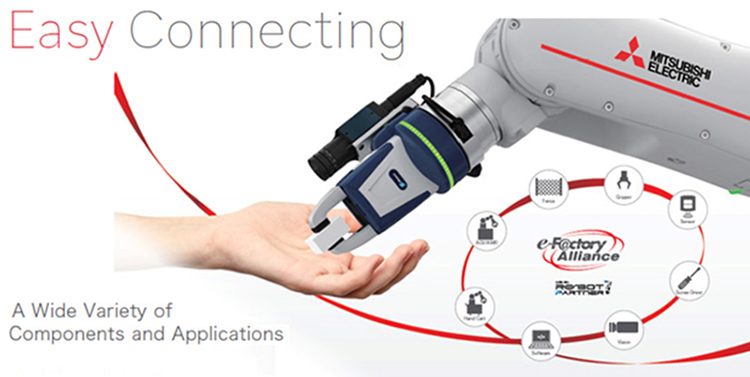 Easy Connecting
MITSUBISHI
ELECTRIC
Fence
Gripper
Sensor
AGV/AMR
e-F@ctory
Alliance
ROBOT
PARTNER
Screw Driver
Hand Cart
Vision
Software
A Wide Variety of
Components and Applications